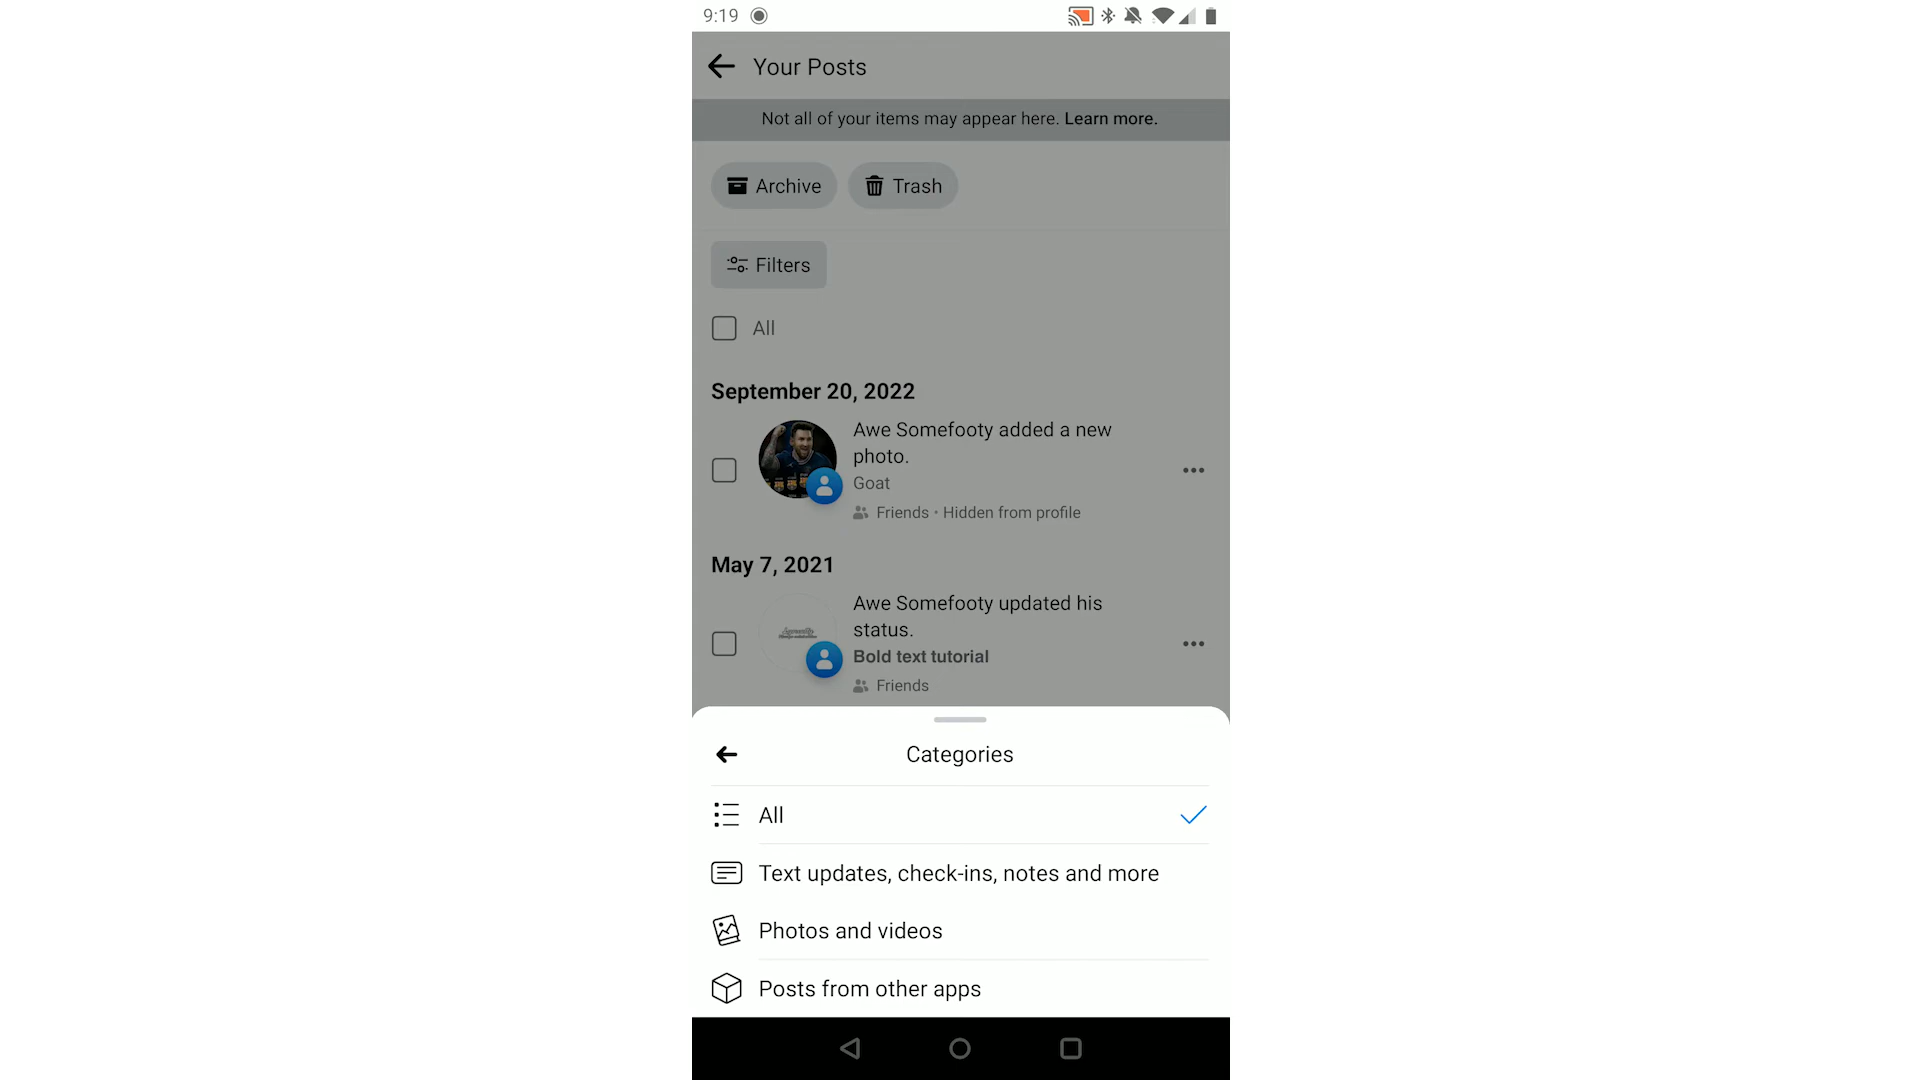 9:19
Your Posts
Not all of your items may appear here. Learn more.
Archive
Trash
Filters
All
September 20, 2022
Awe Somefooty added a new
photo.
Goat
Friends • Hidden from profile
May 7, 2021
Awe Somefooty updated his
status.
Bold text tutorial
Friends
Categories
All
Text updates, check-ins, notes and more
Photos and videos
Posts from other apps